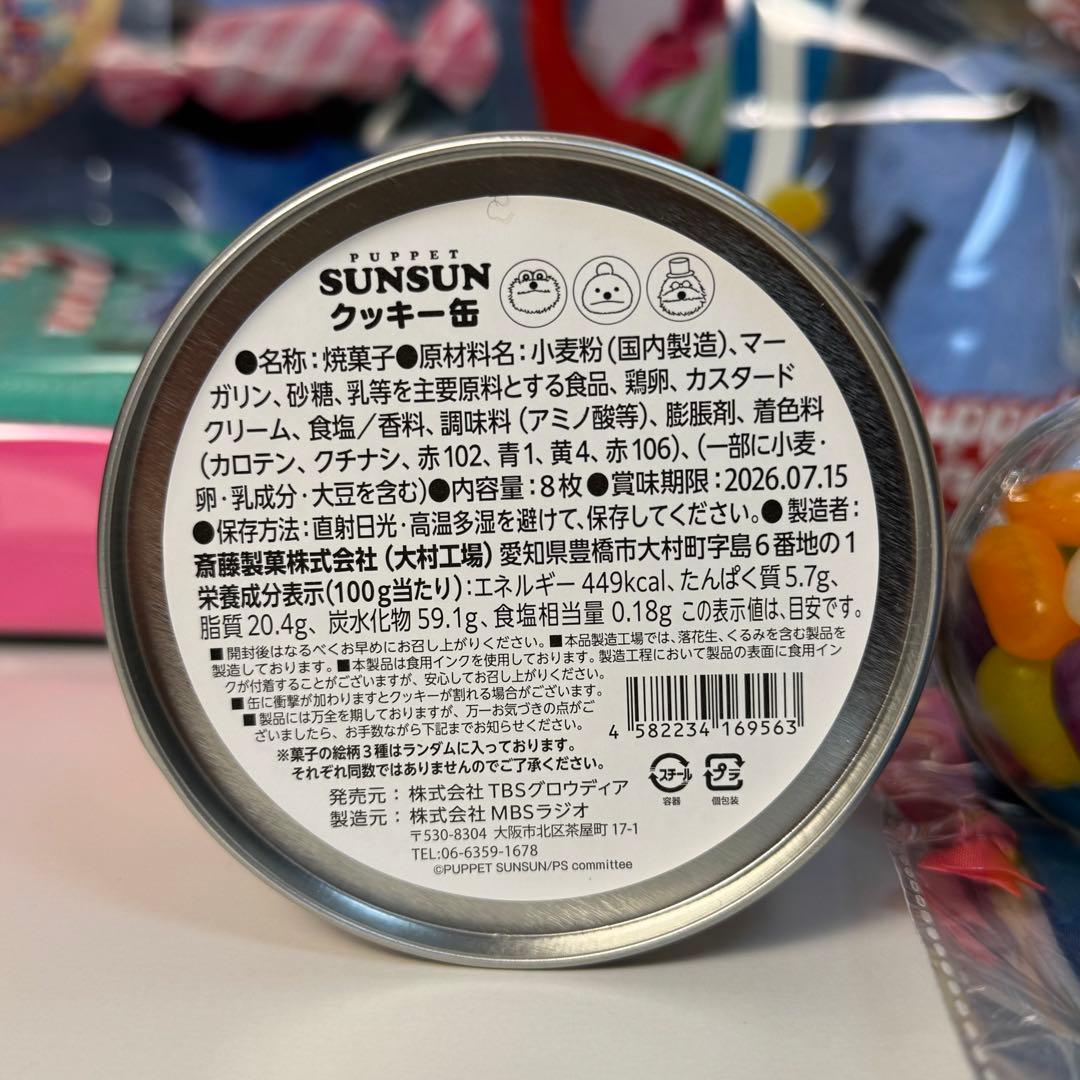 PUPPET
SUNSUN
クッキー缶
●名称：焼菓子●原材料名：小麦粉(国内製造)、マー
ガリン、砂糖、乳等を主要原料とする食品、鶏卵、カスタード
クリーム、食塩／香料、調味料(アミノ酸等)、膨脹剤、着色料
(カロテン、クチナシ、赤102、青1、黄4、赤106)、(一部に小麦・
卵・乳成分・大豆を含む)●内容量：8枚●賞味期限：2026.07.15
●保存方法：直射日光・高温多湿を避けて、保存してください。●製造者：
斎藤製菓株式会社(大村工場) 愛知県豊橋市大村町字島6番地の1
栄養成分表示(100g当たり)：エネルギー 449kcal、たんぱく質 5.7g、
脂質 20.4g、炭水化物 59.1g、食塩相当量 0.18g この表示値は、目安です。
■開封後はなるべくお早めにお召し上がりください。■本品製造工場では、落花生、くるみを含む製品を
製造しております。■本製品は食用インクを使用しております。製造工程において製品の表面に食用イン
クが付着することがございますが、安心してお召し上がりください。
■缶に衝撃が加わりますとクッキーが割れる場合がございます。
■製品には万全を期しておりますが、万一お気づきの点がご
ざいましたら、お手数ながら下記までお知らせください。
※菓子の絵柄3種はランダムに入っております。
それぞれ同数ではありませんのでご了承ください。
4 582234 169563
スチール
容器
プラ
個包装
発売元：株式会社 TBSグロウディア
製造元：株式会社 MBSラジオ
〒530-8304 大阪市北区茶屋町 17-1
TEL:06-6359-1678
©PUPPET SUNSUN/PS committee